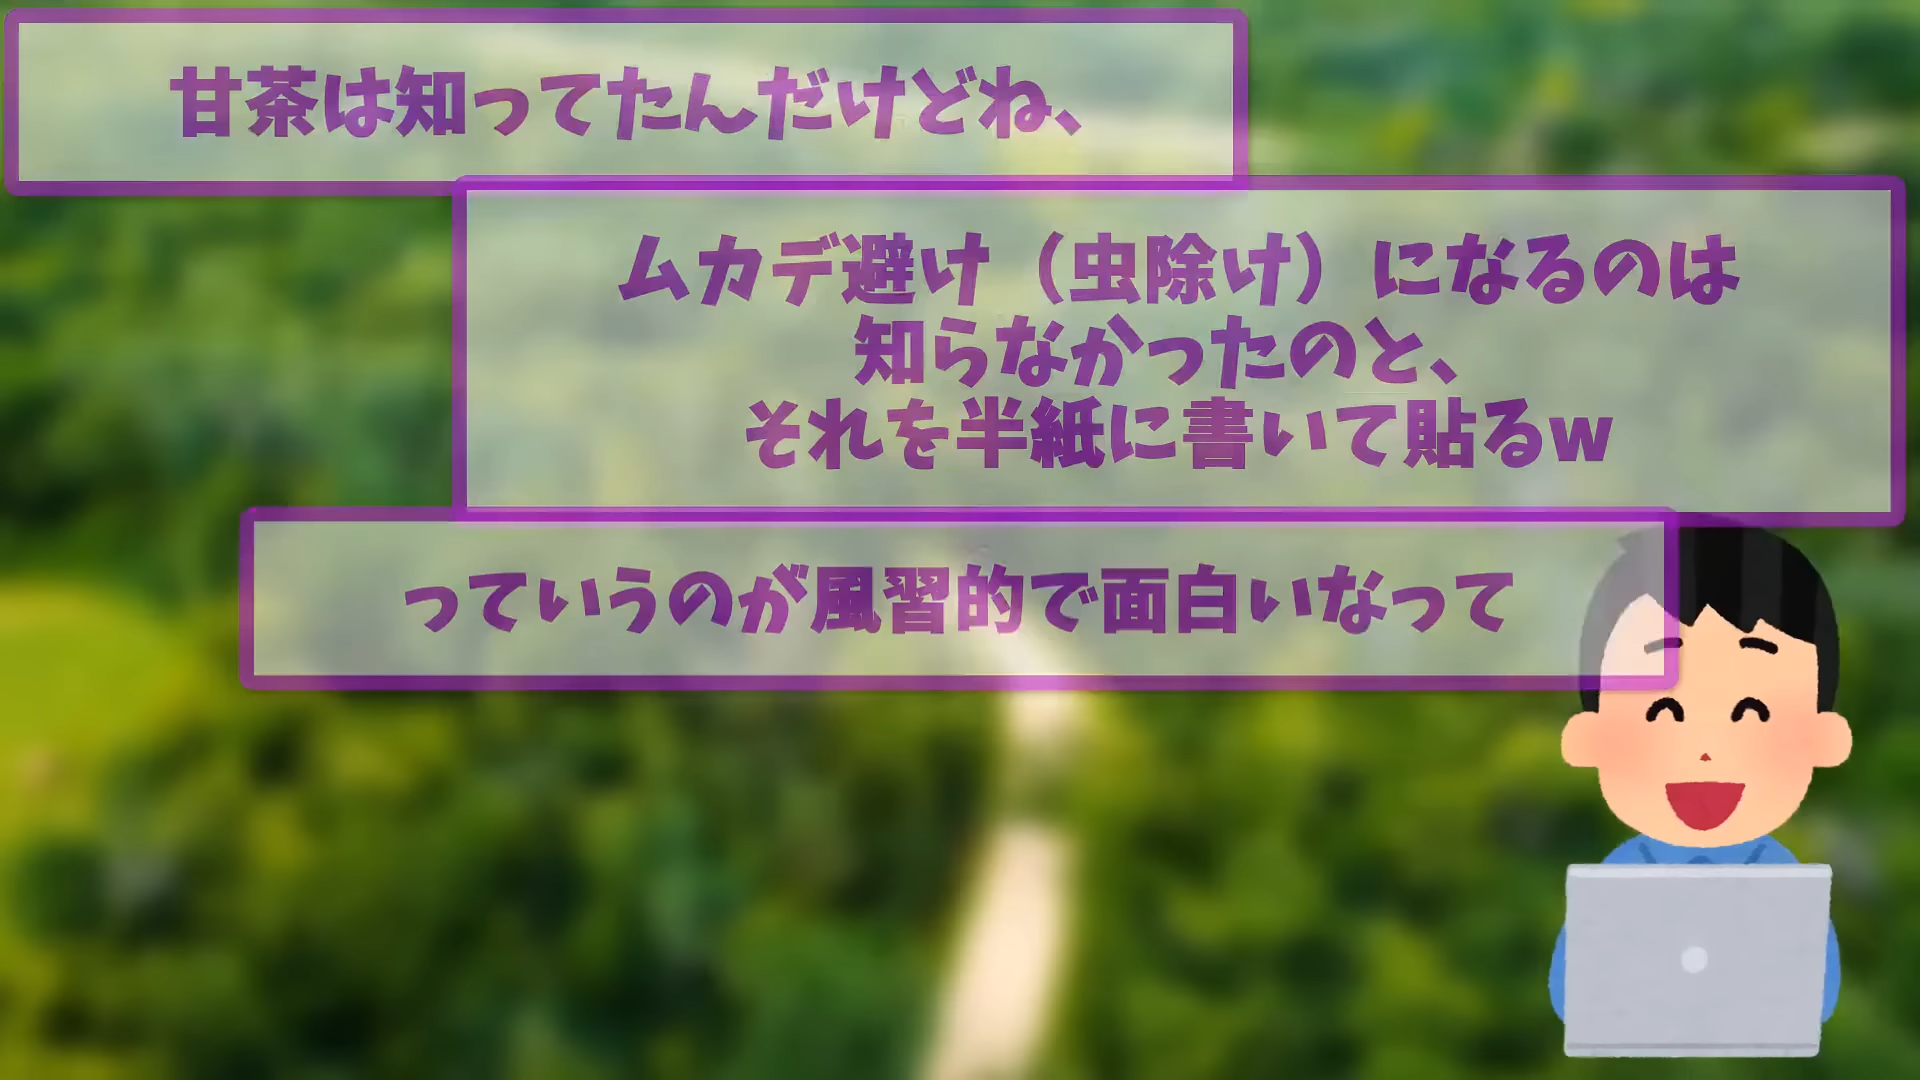 甘茶は知ってたんだけどね、
ムカデ避け（虫除け）になるのは
知らなかったのと、
それを半紙に書いて貼るw
っていうのが風習的で面白いなって